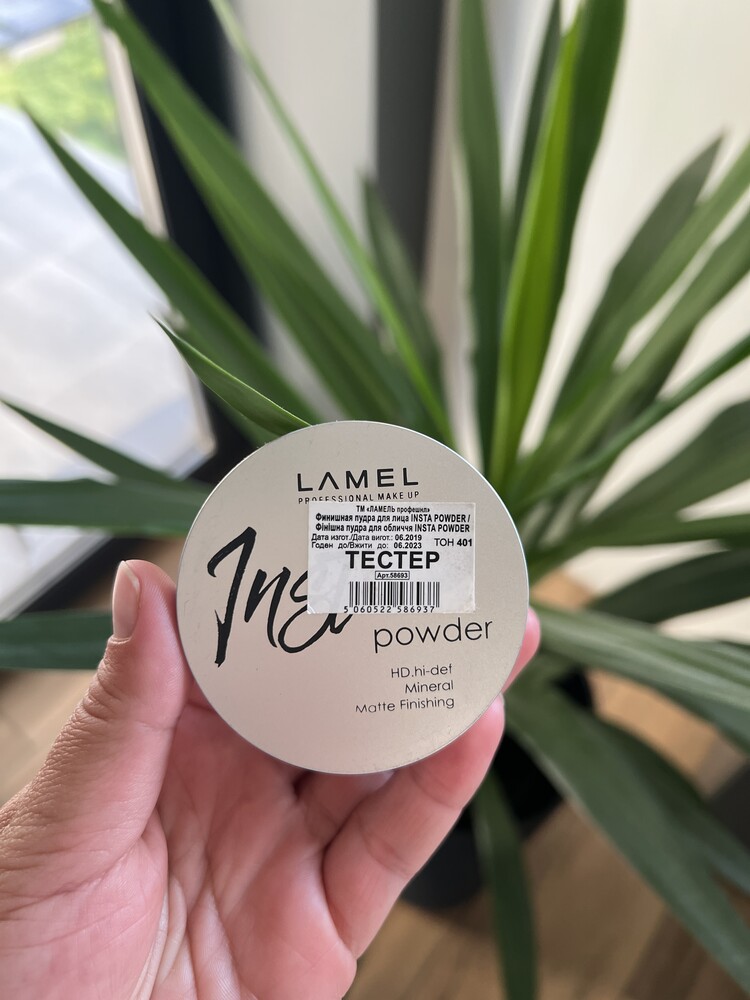 LAMEL
PROFESSIONAL MAKE UP
ТМ «ЛАМЕЛЬ профешнл»
Финишная пудра для лица INSTA POWDER /
Фінішна пудра для обличчя INSTA POWDER
Дата изгот./Дата вигот.: 06.2019
Годен до/Вжити до: 06.2023 ТОН 401
ТЕСТЕР
Арт.58693
5 060522 586937
Inst
powder
HD.hi-def
Mineral
Matte Finishing